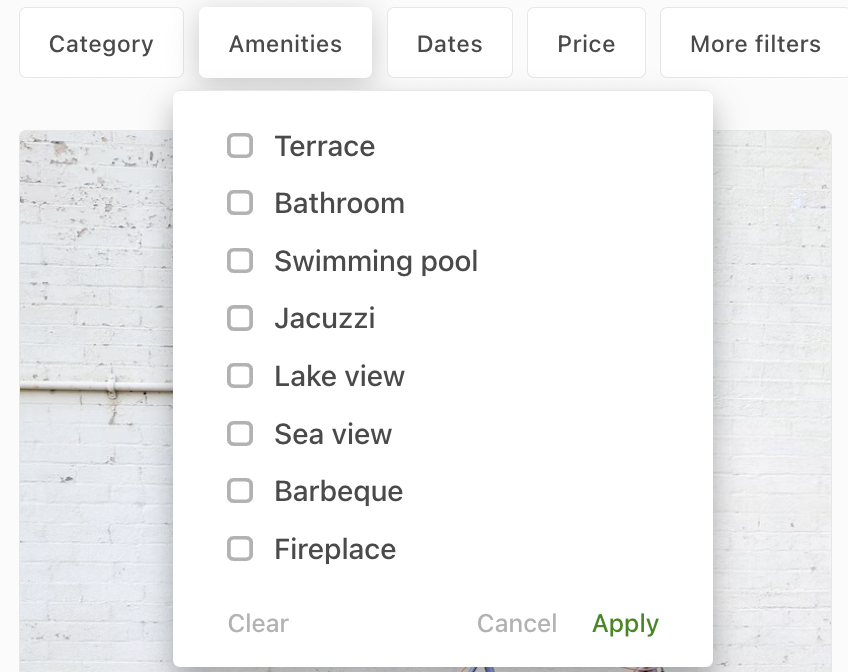 Category Amenities Dates Price More filters
Terrace
Bathroom
Swimming pool
Jacuzzi
Lake view
Sea view
Barbeque
Fireplace
Clear Cancel Apply